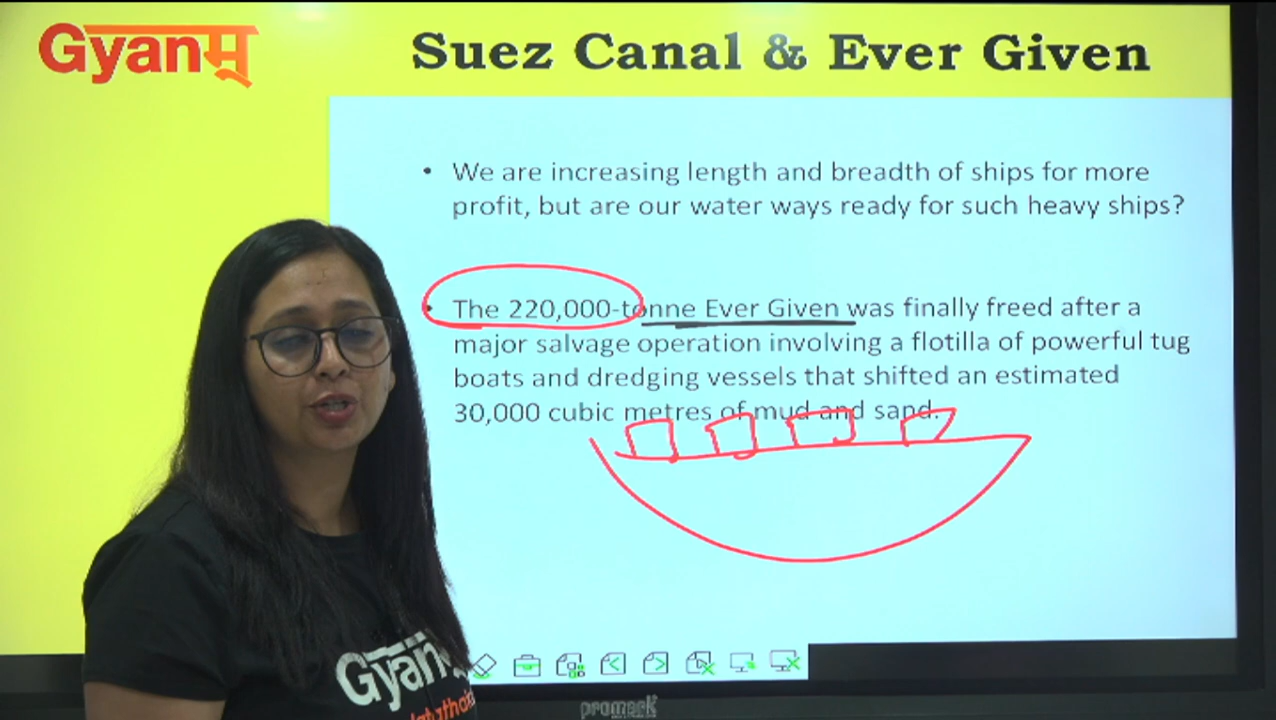 Gyanम्
Suez Canal & Ever Given
• We are increasing length and breadth of ships for more
profit, but are our water ways ready for such heavy ships?
• The 220,000-tonne Ever Given was finally freed after a
major salvage operation involving a flotilla of powerful tug
boats and dredging vessels that shifted an estimated
30,000 cubic metres of mud and sand.
Gyan
promark